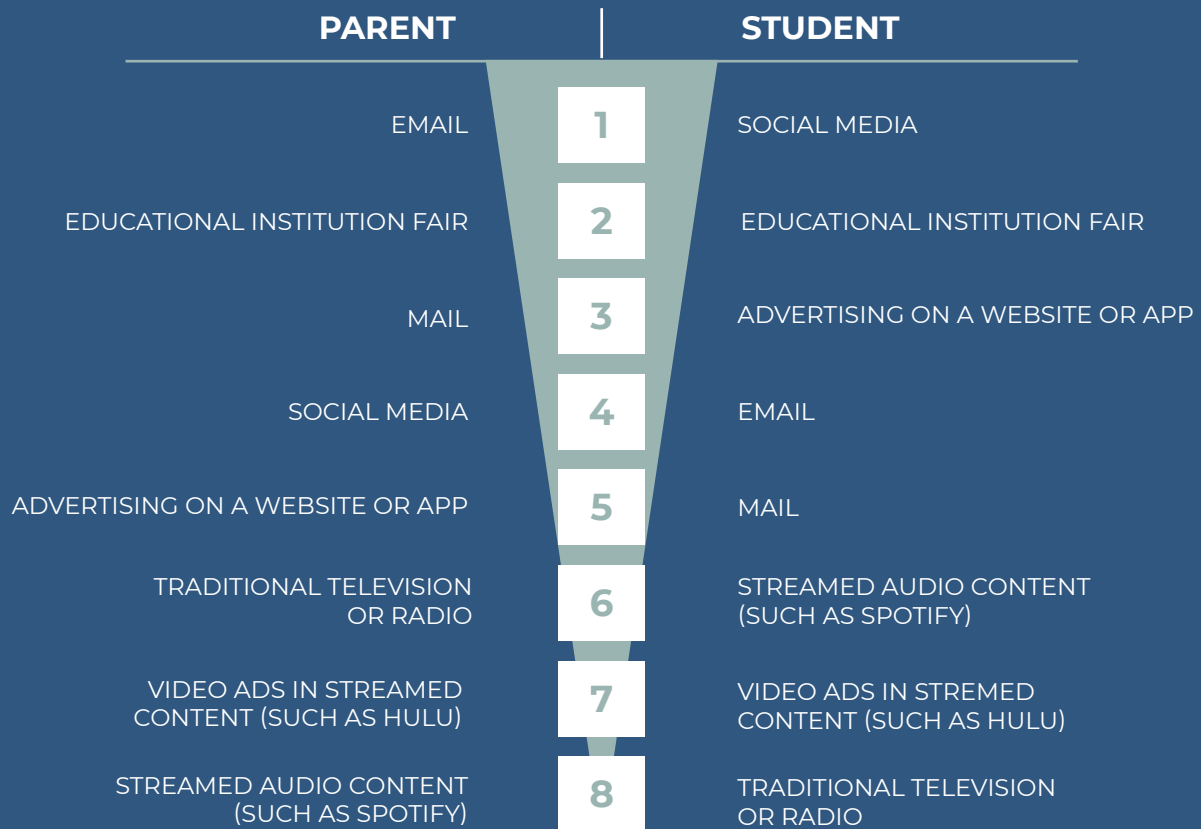 PARENT STUDENT
EMAIL 1 SOCIAL MEDIA
EDUCATIONAL INSTITUTION FAIR 2 EDUCATIONAL INSTITUTION FAIR
MAIL 3 ADVERTISING ON A WEBSITE OR APP
SOCIAL MEDIA 4 EMAIL
ADVERTISING ON A WEBSITE OR APP 5 MAIL
TRADITIONAL TELEVISION
OR RADIO
6
STREAMED AUDIO CONTENT
(SUCH AS SPOTIFY)
VIDEO ADS IN STREAMED
CONTENT (SUCH AS HULU)
7
VIDEO ADS IN STREMED
CONTENT (SUCH AS HULU)
STREAMED AUDIO CONTENT
(SUCH AS SPOTIFY)
8
TRADITIONAL TELEVISION
OR RADIO